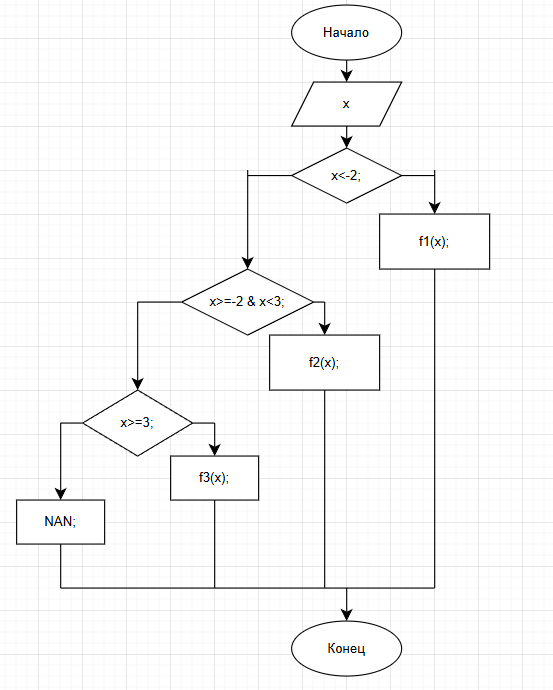 Начало
x
x<-2;
f1(x);
x>=-2 & x<3;
f2(x);
x>=3;
f3(x);
NAN;
Конец